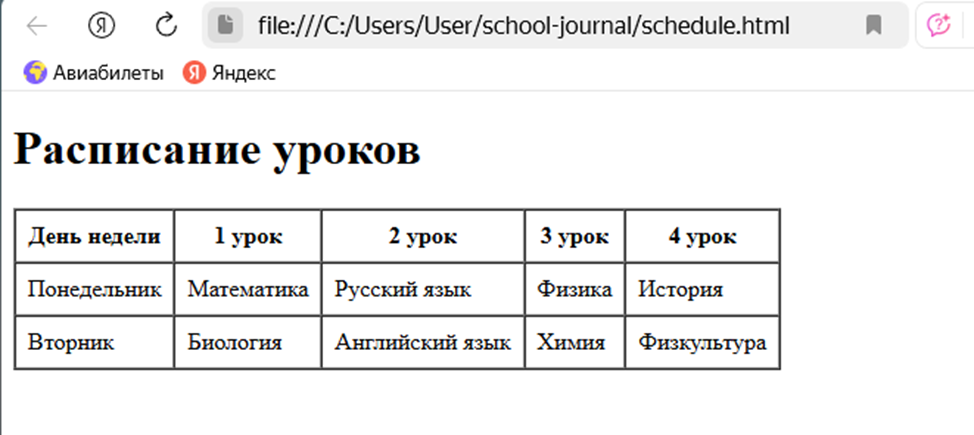 file:///C:/Users/User/school-journal/schedule.html
Авиабилеты Яндекс
Расписание уроков
День недели 1 урок 2 урок 3 урок 4 урок
Понедельник Математика Русский язык Физика История
Вторник Биология Английский язык Химия Физкультура